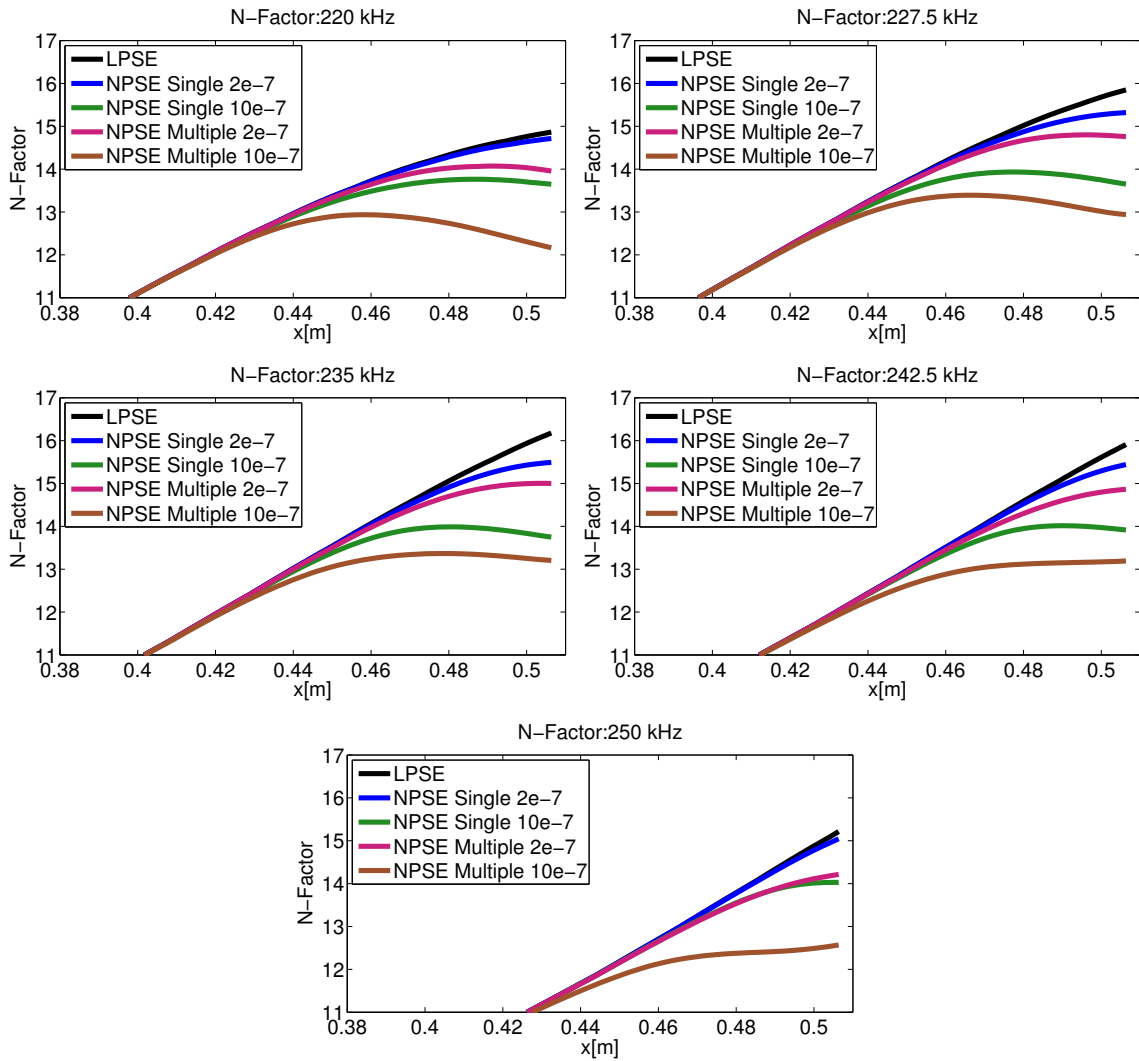 N−Factor:220 kHz
17
16
15
14
13
12
11
N−Factor
LPSE
NPSE Single 2e−7
NPSE Single 10e−7
NPSE Multiple 2e−7
NPSE Multiple 10e−7
0.38 0.4 0.42 0.44 0.46 0.48 0.5
x[m]
N−Factor:227.5 kHz
17
16
15
14
13
12
11
N−Factor
LPSE
NPSE Single 2e−7
NPSE Single 10e−7
NPSE Multiple 2e−7
NPSE Multiple 10e−7
0.38 0.4 0.42 0.44 0.46 0.48 0.5
x[m]
N−Factor:235 kHz
17
16
15
14
13
12
11
N−Factor
LPSE
NPSE Single 2e−7
NPSE Single 10e−7
NPSE Multiple 2e−7
NPSE Multiple 10e−7
0.38 0.4 0.42 0.44 0.46 0.48 0.5
x[m]
N−Factor:242.5 kHz
17
16
15
14
13
12
11
N−Factor
LPSE
NPSE Single 2e−7
NPSE Single 10e−7
NPSE Multiple 2e−7
NPSE Multiple 10e−7
0.38 0.4 0.42 0.44 0.46 0.48 0.5
x[m]
N−Factor:250 kHz
17
16
15
14
13
12
11
N−Factor
LPSE
NPSE Single 2e−7
NPSE Single 10e−7
NPSE Multiple 2e−7
NPSE Multiple 10e−7
0.38 0.4 0.42 0.44 0.46 0.48 0.5
x[m]